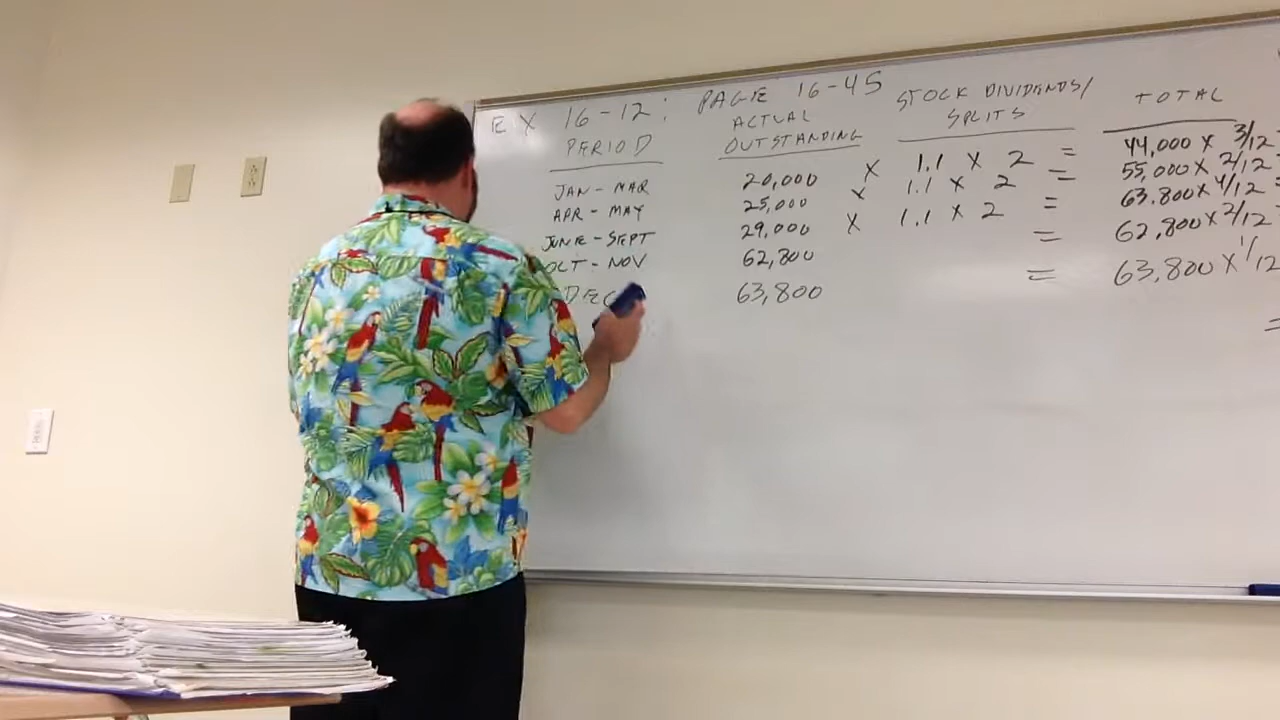 EX 16-12: PAGE 16-45
PERIOD ACTUAL OUTSTANDING STOCK DIVIDENDS/SPLITS TOTAL
JAN - MAR 20,000 X 1.1 X 2 = 44,000 X 3/12
APR - MAY 25,000 X 1.1 X 2 = 55,000 X 2/12 =
JUNE - SEPT 29,000 X 1.1 X 2 = 63.800 X 4/12 =
OCT - NOV 62,800 = 62,800 X 2/12
DEC 63,800 = 63,800 X 1/12
=